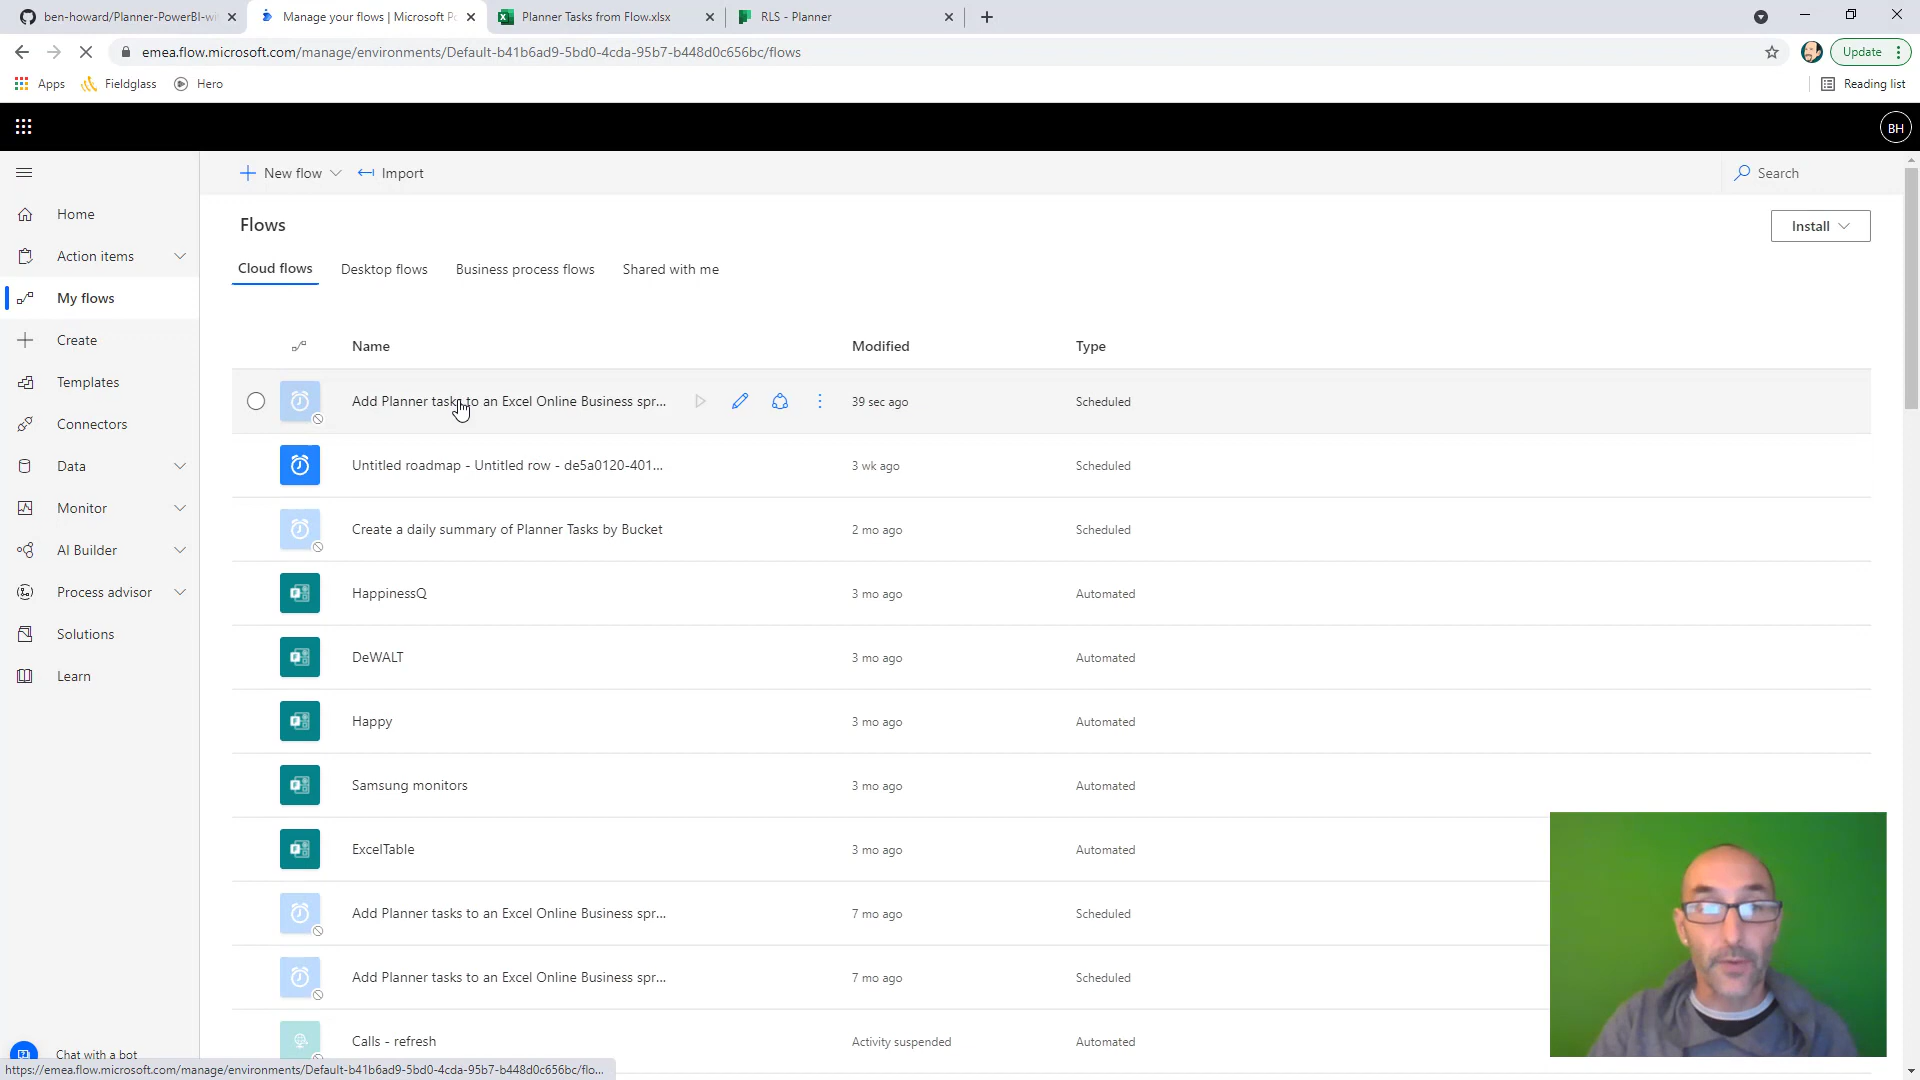 ben-howard/Planner-PowerBI-wi
Manage your flows | Microsoft P
Planner Tasks from Flow.xlsx
RLS - Planner
emea.flow.microsoft.com/manage/environments/Default-b41b6ad9-5bd0-4cda-95b7-b448d0c656bc/flows
Update
Apps
Fieldglass
Hero
Reading list
BH
New flow
Import
Search
Home
Flows
Install
Action items
Cloud flows
Desktop flows
Business process flows
Shared with me
My flows
Create
Name
Modified
Type
Templates
Add Planner tasks to an Excel Online Business spr...
39 sec ago
Scheduled
Connectors
Data
Untitled roadmap - Untitled row - de5a0120-401...
3 wk ago
Scheduled
Monitor
Create a daily summary of Planner Tasks by Bucket
2 mo ago
Scheduled
AI Builder
Process advisor
HappinessQ
3 mo ago
Automated
Solutions
DeWALT
3 mo ago
Automated
Learn
Happy
3 mo ago
Automated
Samsung monitors
3 mo ago
Automated
ExcelTable
3 mo ago
Automated
Add Planner tasks to an Excel Online Business spr...
7 mo ago
Scheduled
Add Planner tasks to an Excel Online Business spr...
7 mo ago
Scheduled
Calls - refresh
Activity suspended
Automated
Chat with a bot
https://emea.flow.microsoft.com/manage/environments/Default-b41b6ad9-5bd0-4cda-95b7-b448d0c656bc/flo...